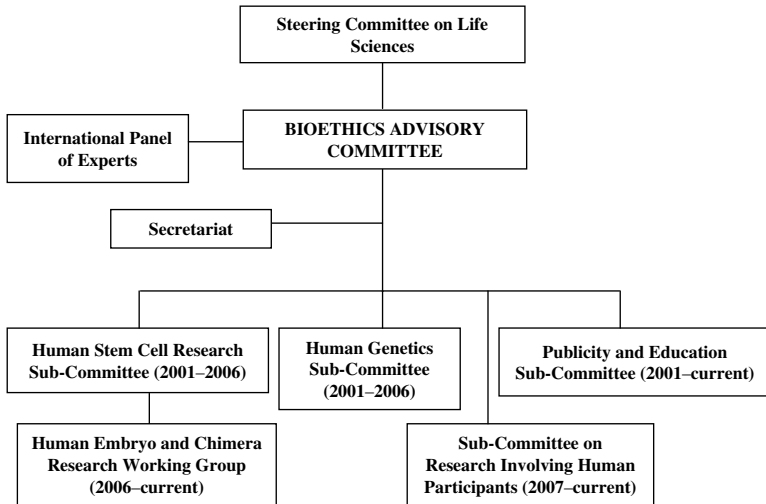 Steering Committee on Life
Sciences
International Panel
of Experts
BIOETHICS ADVISORY
COMMITTEE
Secretariat
Human Stem Cell Research
Sub-Committee (2001–2006)
Human Genetics
Sub-Committee
(2001–2006)
Publicity and Education
Sub-Committee (2001–current)
Human Embryo and Chimera
Research Working Group
(2006–current)
Sub-Committee on
Research Involving Human
Participants (2007–current)